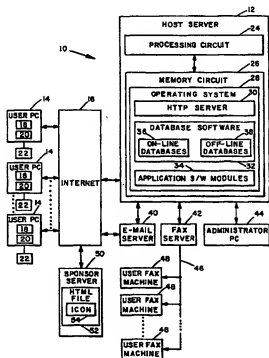 12
HOST SERVER
24
PROCESSING CIRCUIT
10
26
MEMORY CIRCUIT
28
OPERATING SYSTEM
30
HTTP SERVER
DATABASE SOFTWARE
36
38
ON-LINE DATABASES
OFF-LINE DATABASES
34
32
APPLICATION S/W MODULES
14
USER PC
18
20
22
14
USER PC
18
20
22
14
USER PC
18
20
22
16
INTERNET
40
E-MAIL SERVER
42
FAX SERVER
44
ADMINISTRATOR PC
50
SPONSOR SERVER
HTML FILE
ICON
54
52
46
48
USER FAX MACHINE
48
USER FAX MACHINE
48
USER FAX MACHINE